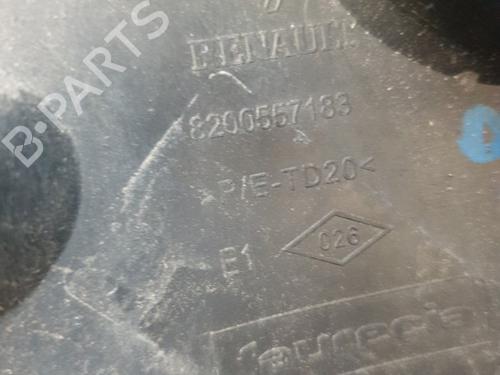 RENAULT
8200557183
>P/E-TD20<
026
E1
faurecia
B-PARTS